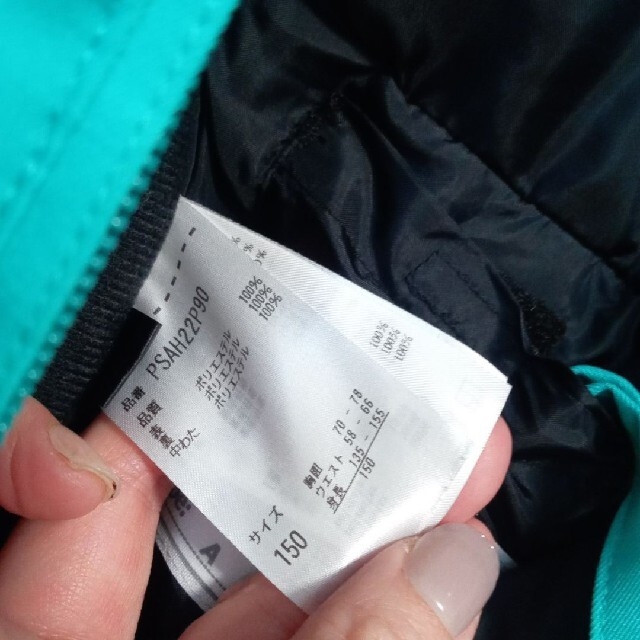 品番 PSAH22P90
品質 ポリエステル 100%
裏地 ポリエステル 100%
中わた ポリエステル 100%
胸囲 70-78
ウエスト 58-66
身長 135-155
150
サイズ 150
100%
100%
A